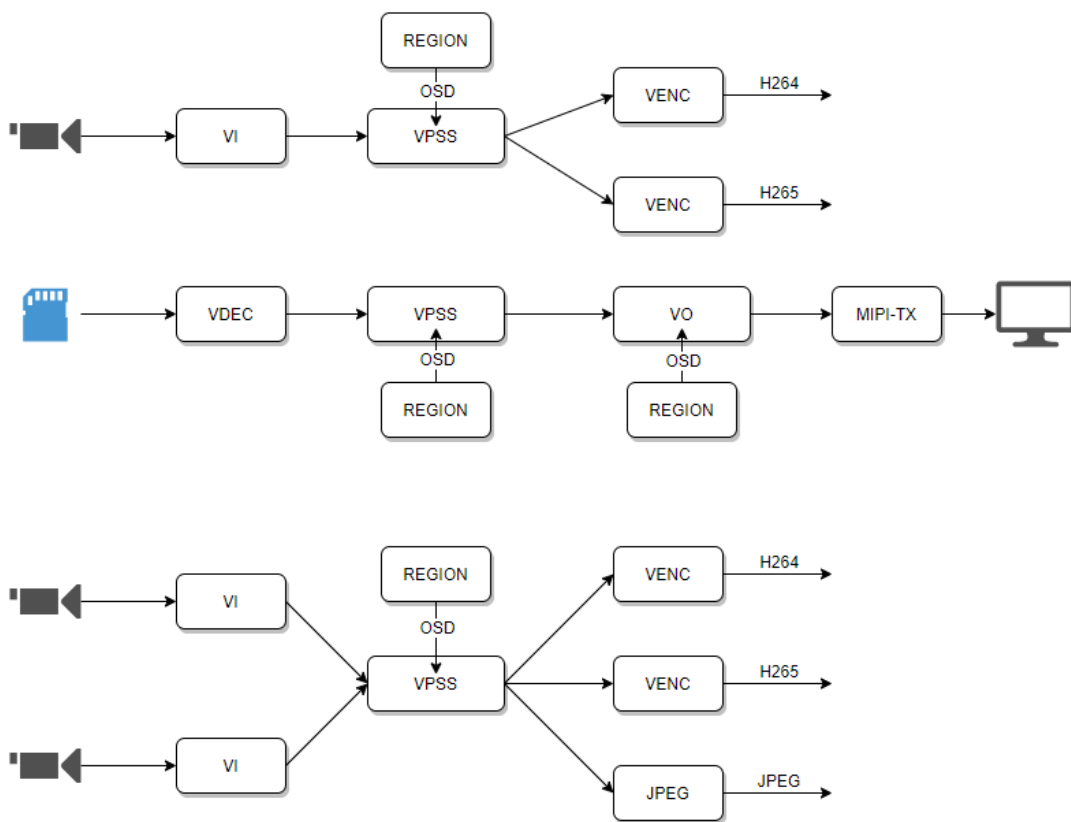 REGION
OSD
VI
VPSS
VENC
H264
VENC
H265
VDEC
VPSS
VO
MIPI-TX
OSD
OSD
REGION
REGION
REGION
OSD
VI
VPSS
VI
VENC
H264
VENC
H265
JPEG
JPEG